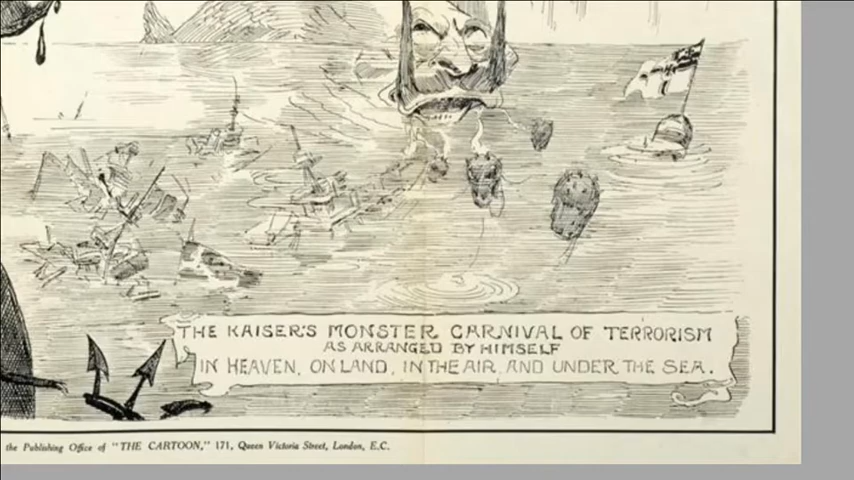 THE KAISER'S MONSTER CARNIVAL OF TERRORISM
AS ARRANGED BY HIMSELF
IN HEAVEN, ON LAND, IN THE AIR AND UNDER THE SEA.
the Publishing Office of "THE CARTOON," 171, Queen Victoria Street, London, E.C.